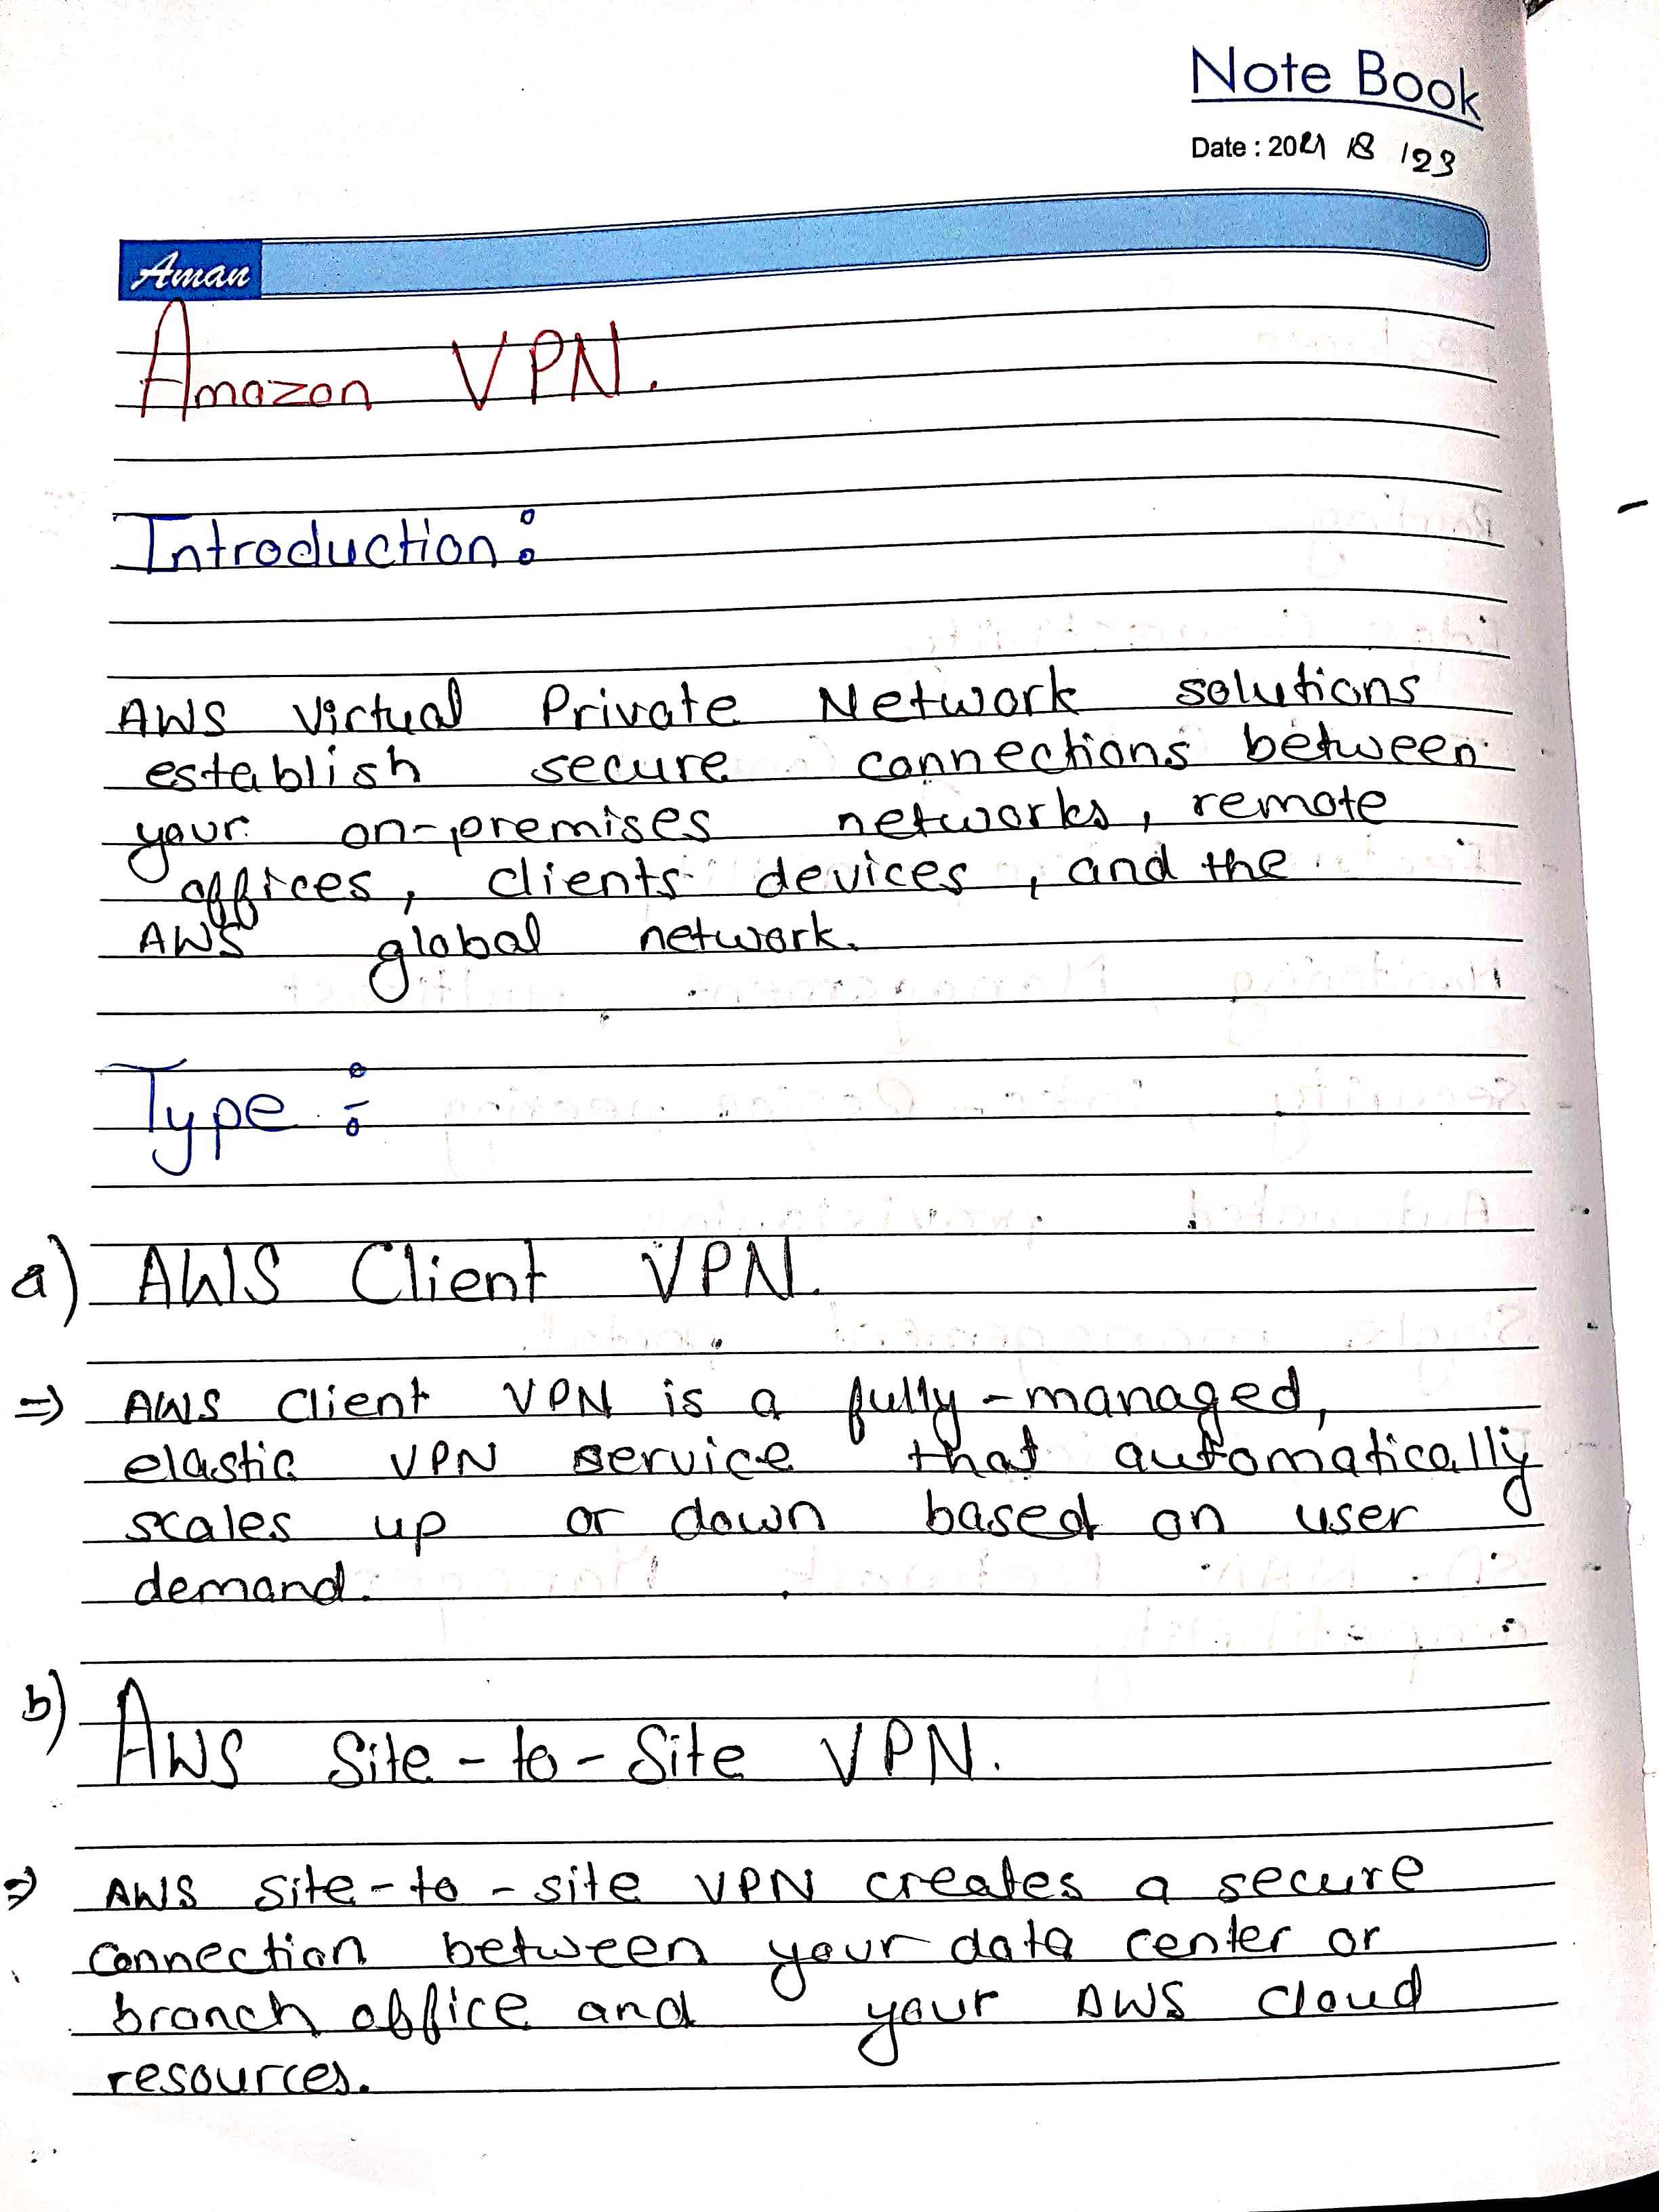 Note Book
Date : 2021 /8 /23
Aman
Amazon VPN.
Introduction:
AWS Virtual Private Network solutions
establish secure connections between
your on-premises networks, remote
offices, clients devices, and the
AWS global network.
Type :-
a) AWS Client VPN.
=> AWS Client VPN is a fully-managed,
elastic VPN service that automatically
scales up or down based on user
demand.
b) AWS Site-to-Site VPN.
=> AWS site-to-site VPN creates a secure
connection between your data center or
branch office and your AWS cloud
resources.